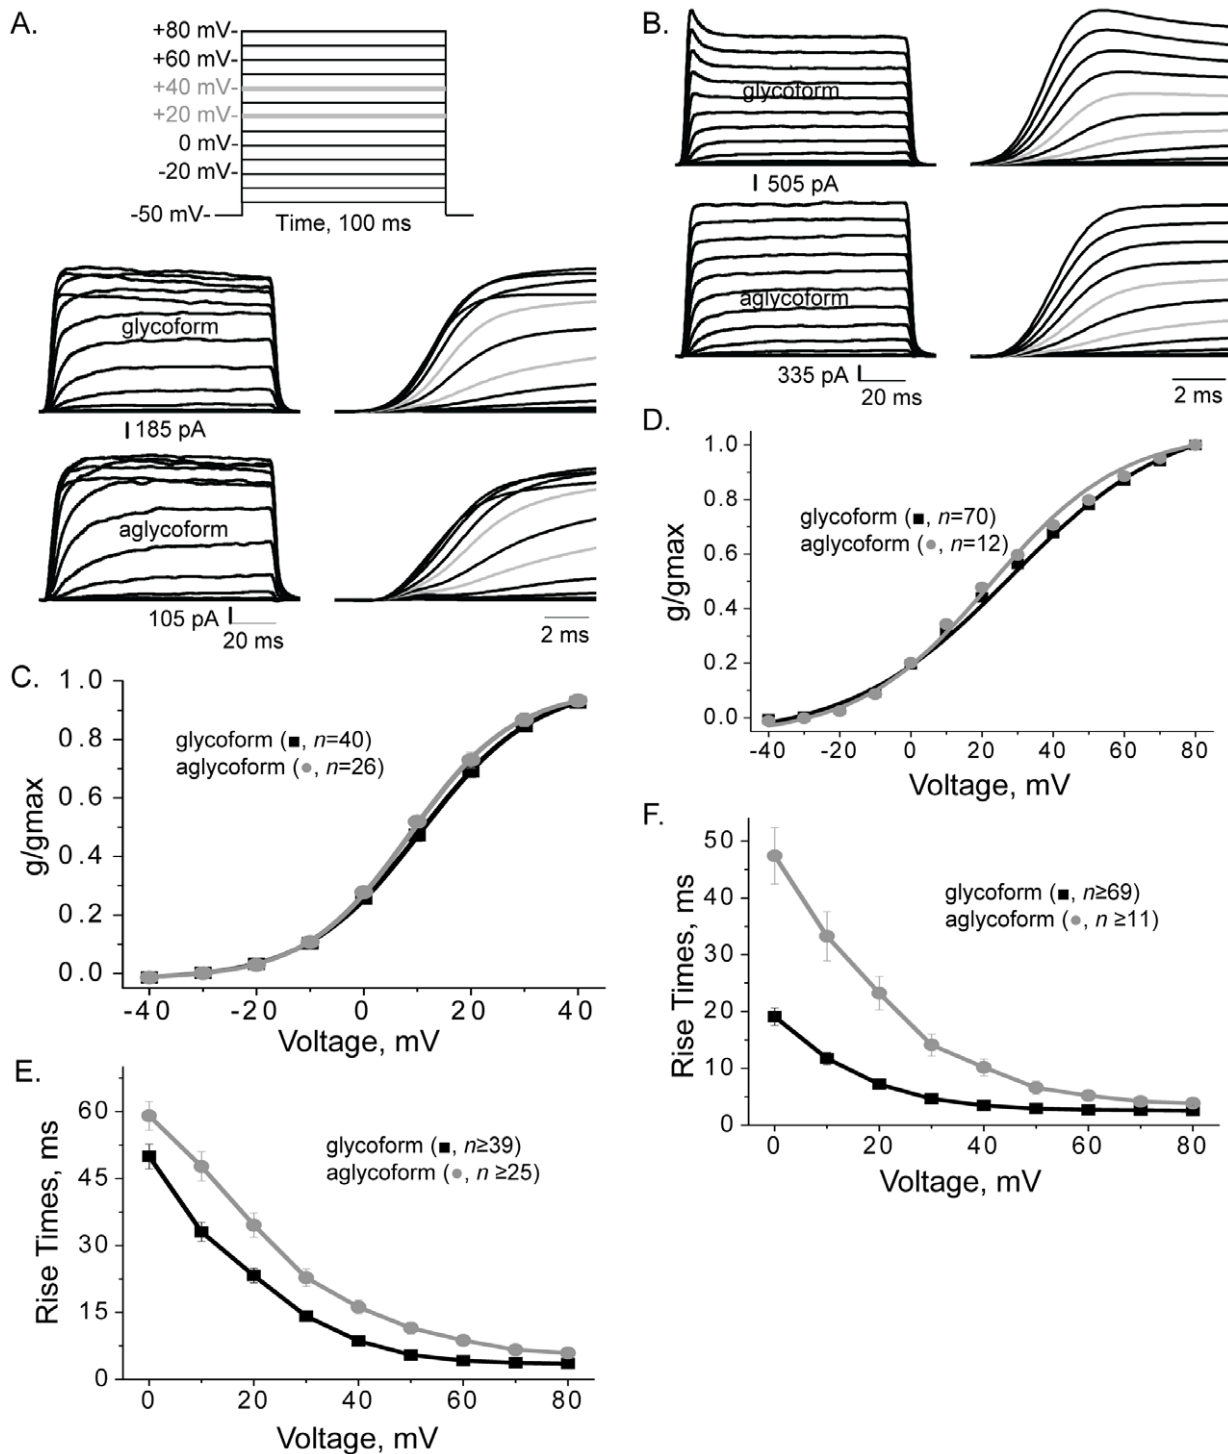 A.
+80 mV-
+60 mV-
+40 mV-
+20 mV-
0 mV-
-20 mV-
-50 mV-
Time, 100 ms
glycoform
185 pA
aglycoform
105 pA
20 ms
2 ms
B.
glycoform
505 pA
aglycoform
335 pA
20 ms
2 ms
C.
1.0
0.8
0.6
0.4
0.2
0.0
g/gmax
glycoform (■, n=40)
aglycoform (●, n=26)
-40 -20 0 20 40
Voltage, mV
D.
1.0
0.8
0.6
0.4
0.2
0.0
g/gmax
glycoform (■, n=70)
aglycoform (●, n=12)
-40 -20 0 20 40 60 80
Voltage, mV
E.
60
45
30
15
0
Rise Times, ms
glycoform (■, n≥39)
aglycoform (●, n ≥25)
0 20 40 60 80
Voltage, mV
F.
50
40
30
20
10
0
Rise Times, ms
glycoform (■, n≥69)
aglycoform (●, n ≥11)
0 20 40 60 80
Voltage, mV